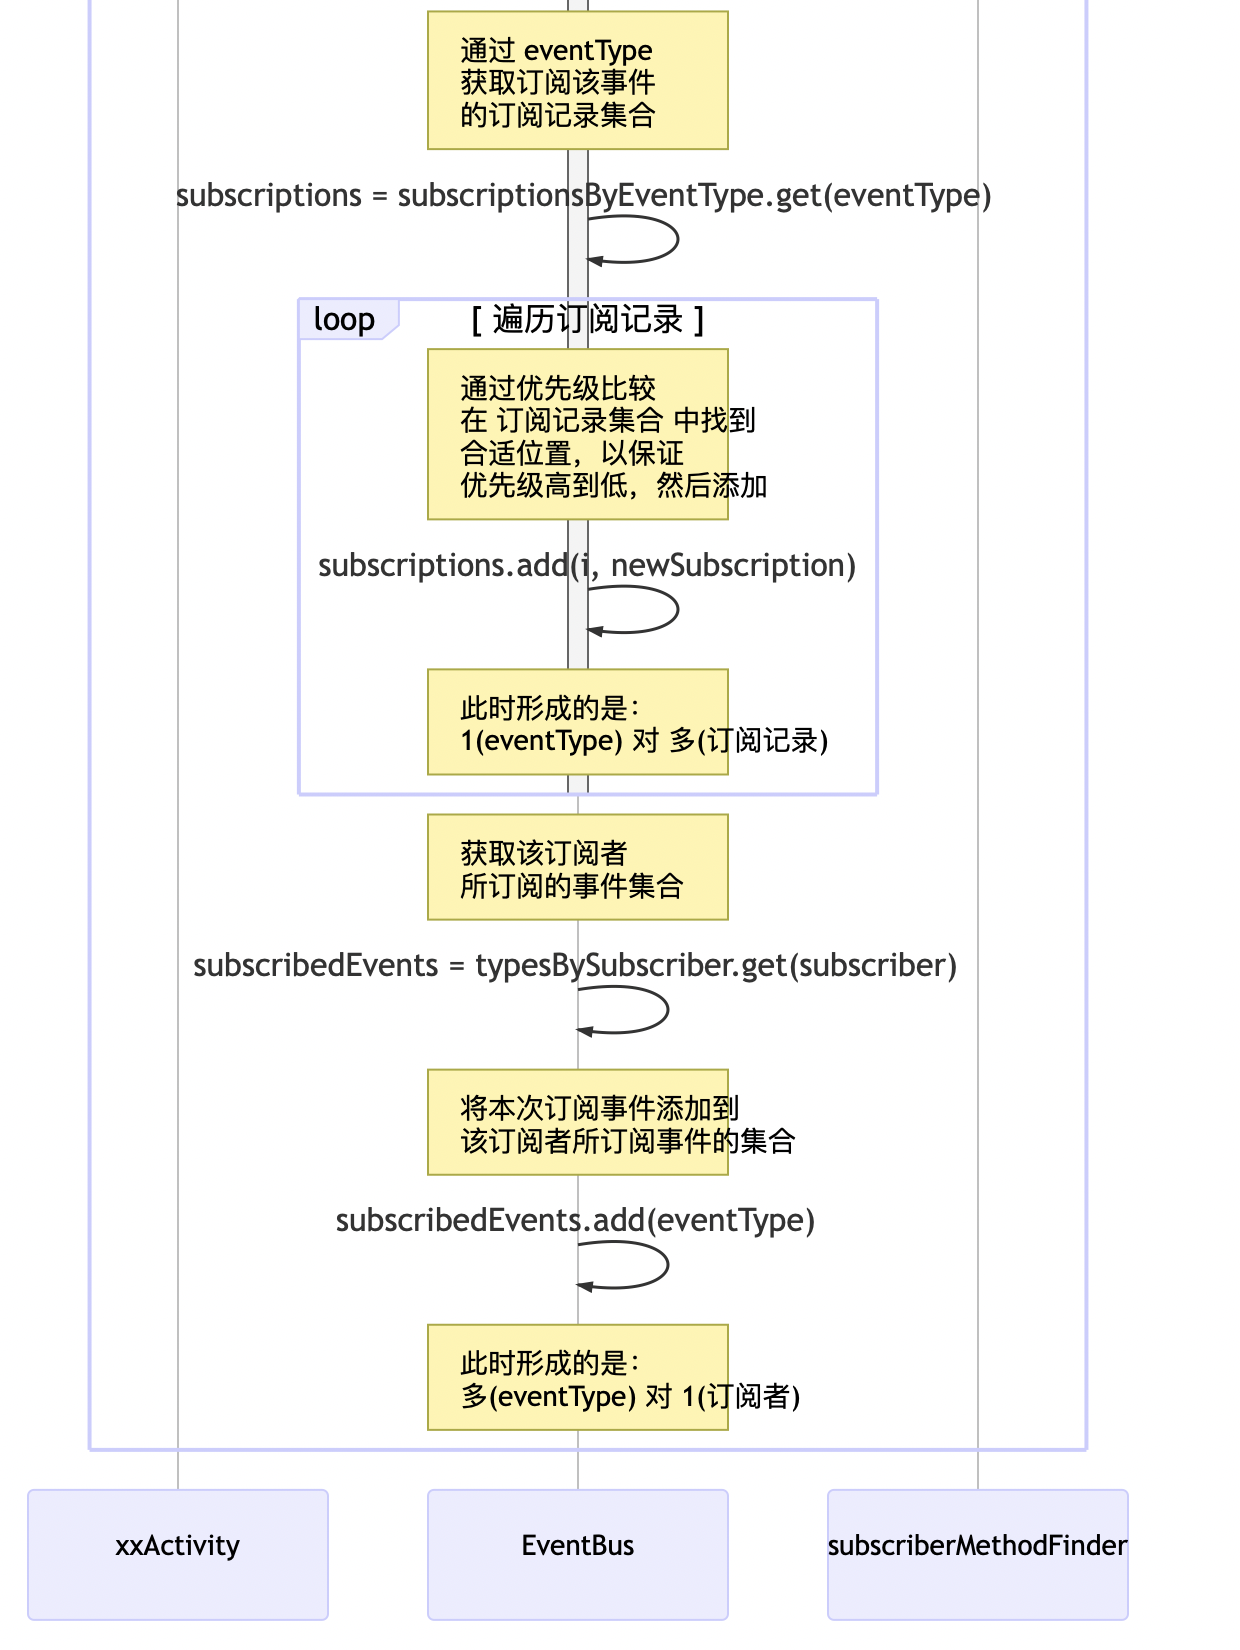 通过 eventType
获取订阅该事件
的订阅记录集合
subscriptions = subscriptionsByEventType.get(eventType)
loop
[ 遍历订阅记录 ]
通过优先级比较
在 订阅记录集合 中找到
合适位置，以保证
优先级高到低，然后添加
subscriptions.add(i, newSubscription)
此时形成的是：
1(eventType) 对 多(订阅记录)
获取该订阅者
所订阅的事件集合
subscribedEvents = typesBySubscriber.get(subscriber)
将本次订阅事件添加到
该订阅者所订阅事件的集合
subscribedEvents.add(eventType)
此时形成的是：
多(eventType) 对 1(订阅者)
xxActivity
EventBus
subscriberMethodFinder